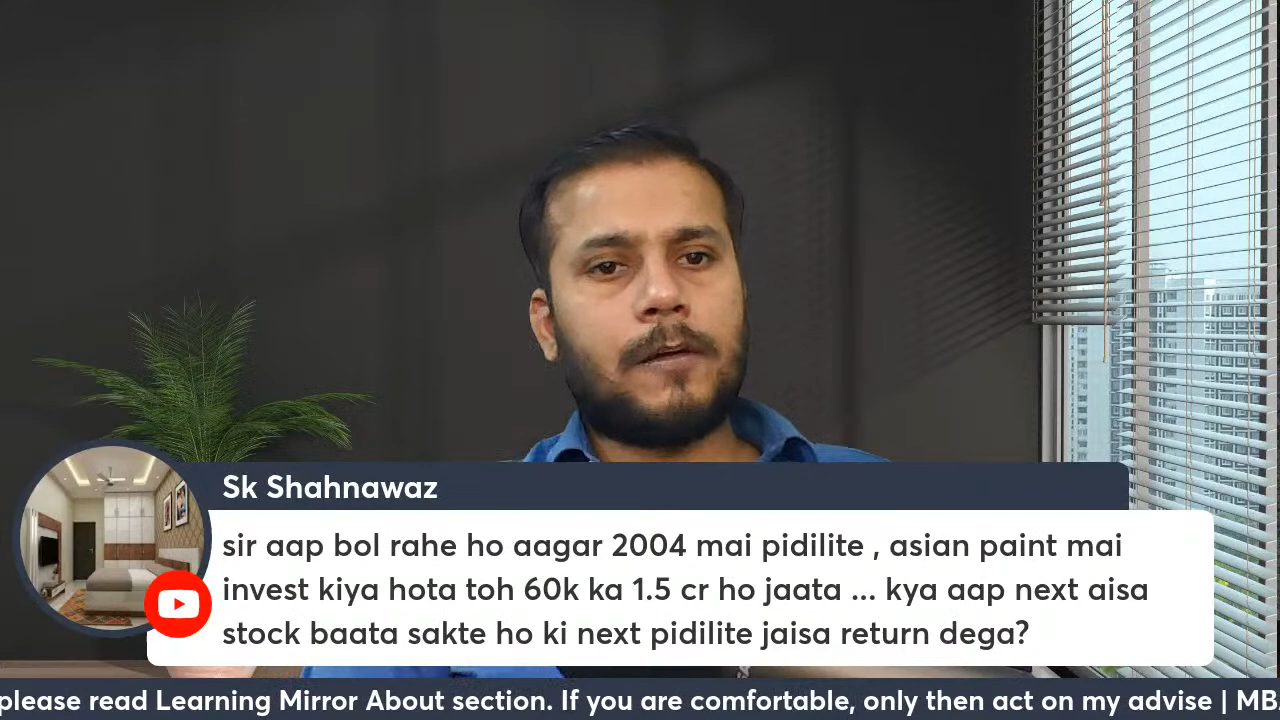 Sk Shahnawaz
sir aap bol rahe ho aagar 2004 mai pidilite , asian paint mai
invest kiya hota toh 60k ka 1.5 cr ho jaata ... kya aap next aisa
stock baata sakte ho ki next pidilite jaisa return dega?
please read Learning Mirror About section. If you are comfortable, only then act on my advise | MB